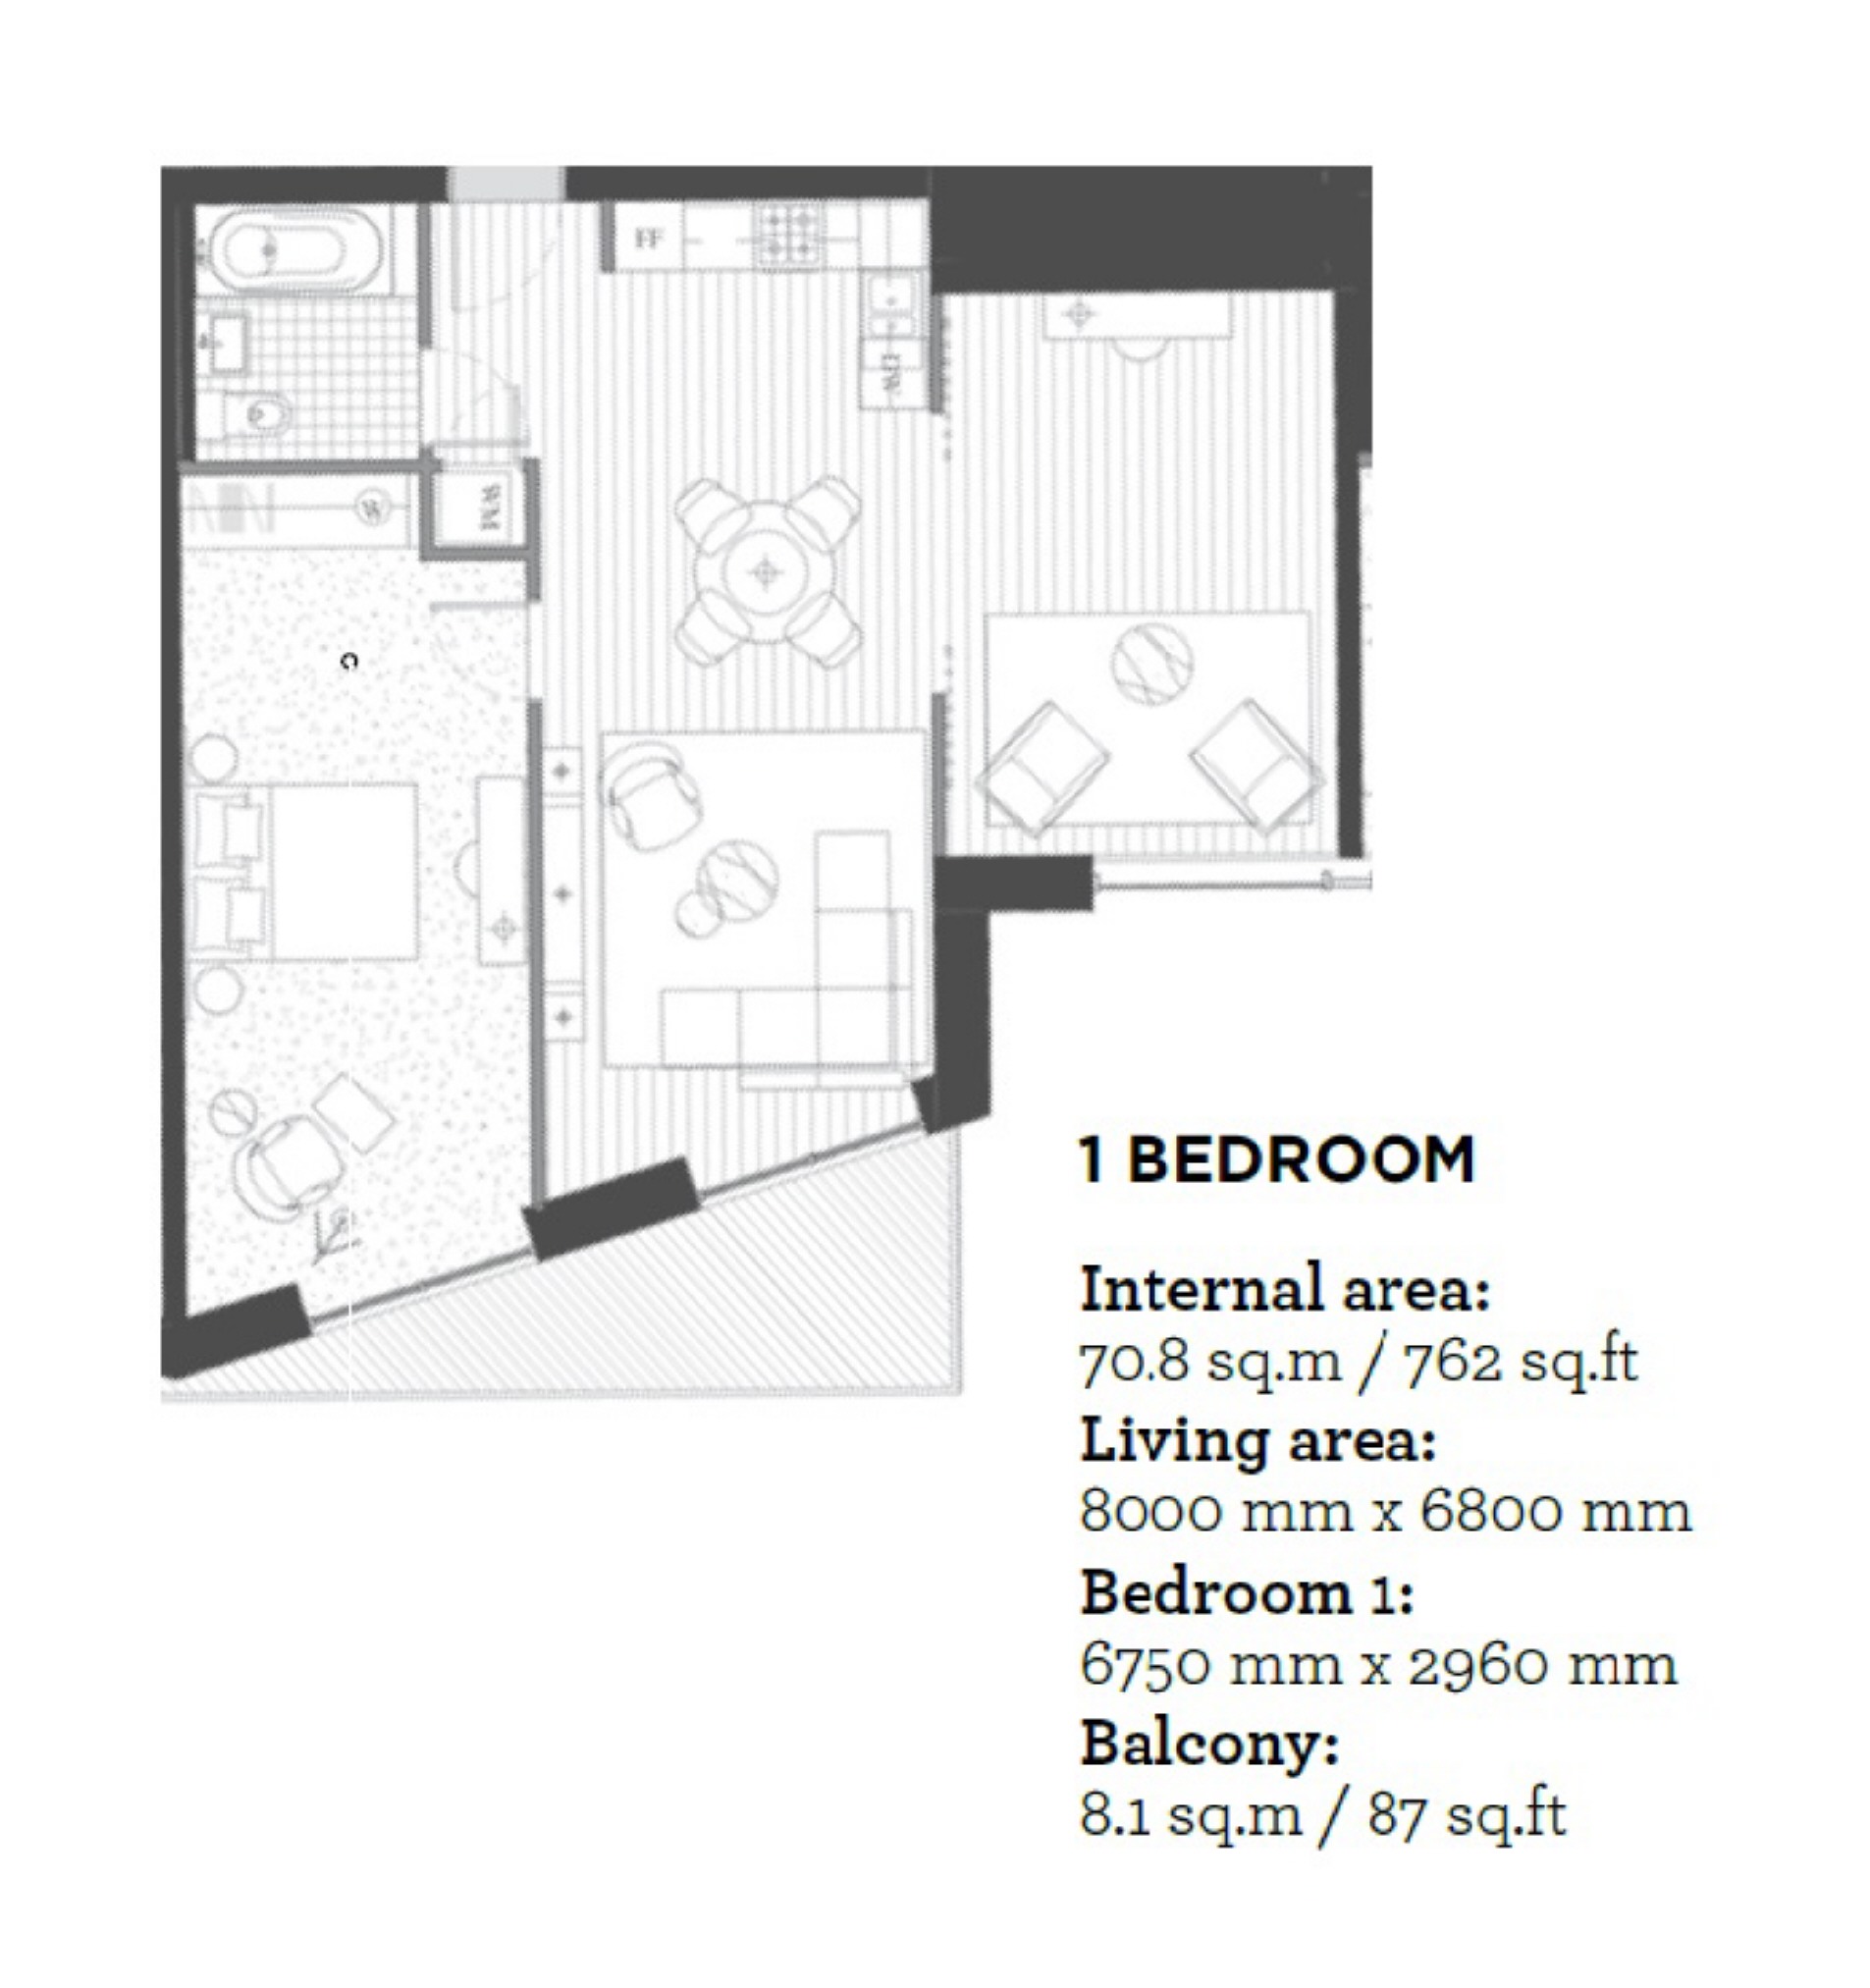 FF
DW
WM
1 BEDROOM
Internal area:
70.8 sq.m / 762 sq.ft
Living area:
8000 mm x 6800 mm
Bedroom 1:
6750 mm x 2960 mm
Balcony:
8.1 sq.m / 87 sq.ft